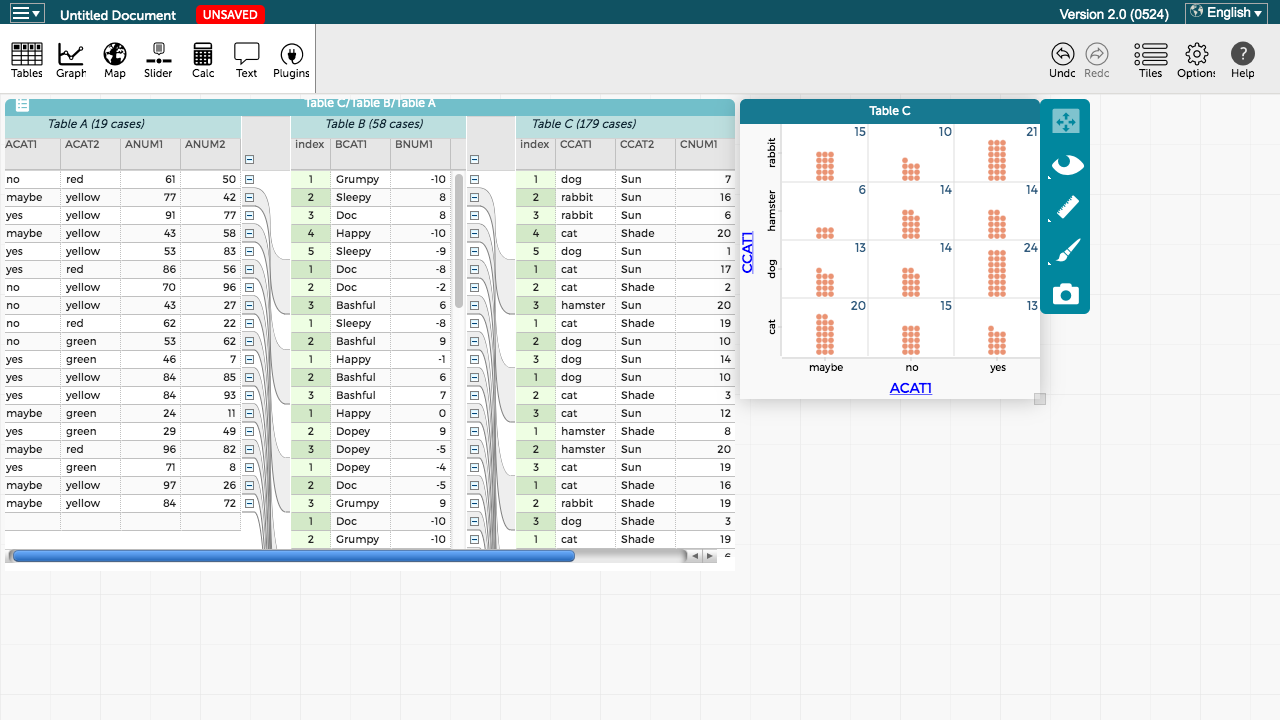 Untitled Document UNSAVED Version 2.0 (0524) English
Tables Graph Map Slider Calc Text Plugins Undo Redo Tiles Options Help
Table C/Table B/Table A
Table A (19 cases) Table B (58 cases) Table C (179 cases)
ACAT1 ACAT2 ANUM1 ANUM2 index BCAT1 BNUM1 index CCAT1 CCAT2 CNUM1
no red 61 50 1 Grumpy -10 1 dog Sun 7
maybe yellow 77 42 2 Sleepy 8 2 rabbit Sun 16
yes yellow 91 77 3 Doc 8 3 rabbit Sun 6
maybe yellow 43 58 4 Happy -10 4 cat Shade 20
yes yellow 53 83 5 Sleepy -9 5 dog Sun 1
yes red 86 56 1 Doc -8 1 cat Sun 17
no yellow 70 96 2 Doc -2 2 cat Shade 2
no yellow 43 27 3 Bashful 6 3 hamster Sun 20
no red 62 22 1 Sleepy -8 1 cat Shade 19
no green 53 62 2 Bashful 9 2 dog Sun 10
yes green 46 7 1 Happy -1 3 dog Sun 14
yes yellow 84 85 2 Bashful 6 1 dog Sun 10
yes yellow 84 93 3 Bashful 7 2 cat Shade 3
maybe green 24 11 1 Happy 0 3 cat Sun 12
yes green 29 49 2 Dopey 9 1 hamster Shade 8
maybe red 96 82 3 Dopey -5 2 hamster Sun 20
yes green 71 8 1 Dopey -4 3 cat Sun 19
maybe yellow 97 26 2 Doc -5 1 cat Shade 16
maybe yellow 84 72 3 Grumpy 9 2 rabbit Shade 19
1 Doc -10 3 dog Shade 3
2 Grumpy -10 1 cat Shade 19
Table C
rabbit 15 10 21
hamster 6 14 14
dog 13 14 24
cat 20 15 13
CCAT1
maybe no yes
ACAT1